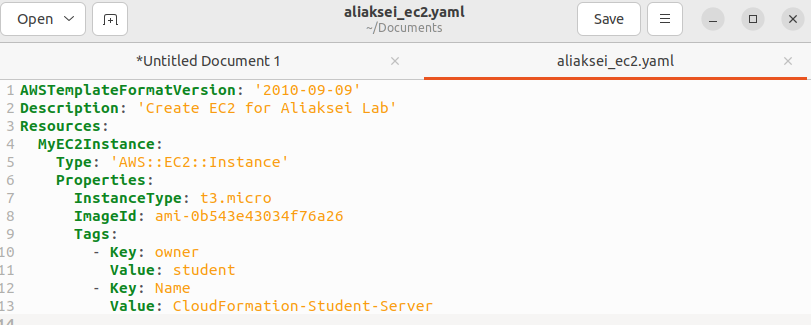 Open
aliaksei_ec2.yaml
~/Documents
Save
*Untitled Document 1
aliaksei_ec2.yaml
1 AWSTemplateFormatVersion: '2010-09-09'
2 Description: 'Create EC2 for Aliaksei Lab'
3 Resources:
4   MyEC2Instance:
5     Type: 'AWS::EC2::Instance'
6     Properties:
7       InstanceType: t3.micro
8       ImageId: ami-0b543e43034f76a26
9       Tags:
10         - Key: owner
11           Value: student
12         - Key: Name
13           Value: CloudFormation-Student-Server
14